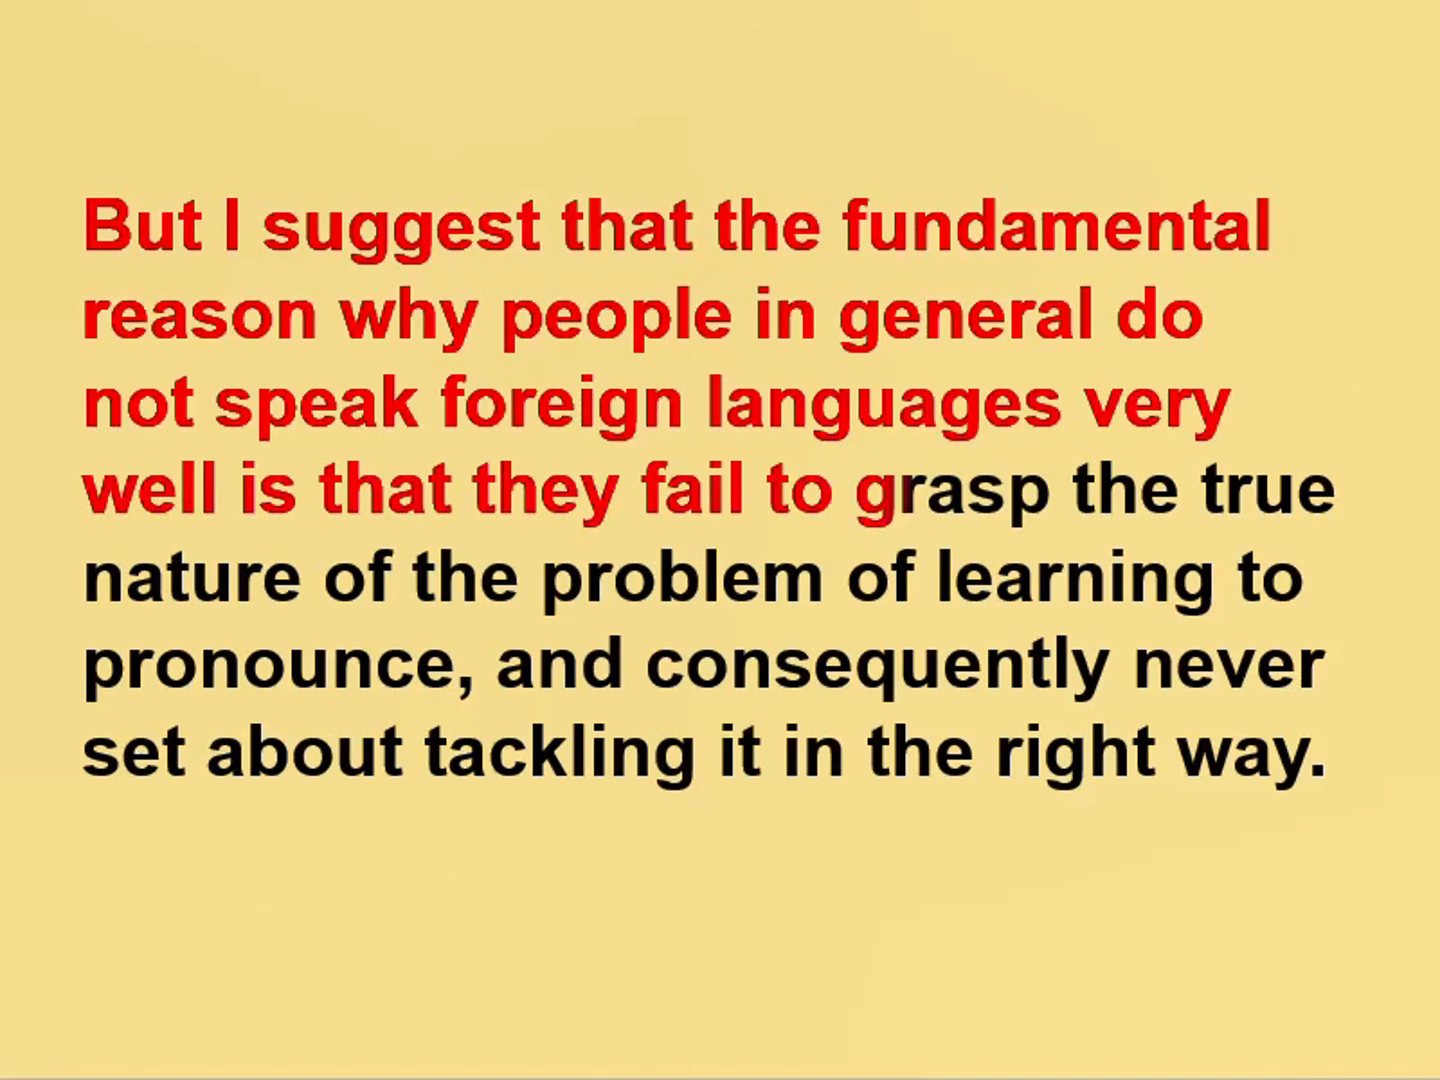 But I suggest that the fundamental
reason why people in general do
not speak foreign languages very
well is that they fail to grasp the true
nature of the problem of learning to
pronounce, and consequently never
set about tackling it in the right way.